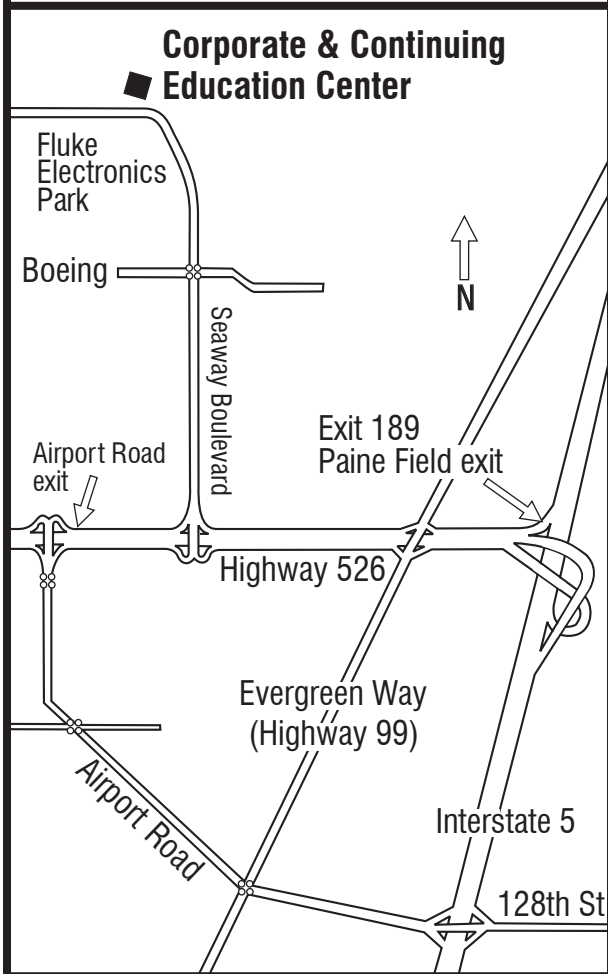 Corporate & Continuing
Education Center
Fluke
Electronics
Park
Boeing
N
Seaway Boulevard
Exit 189
Paine Field exit
Airport Road
exit
Highway 526
Evergreen Way
(Highway 99)
Airport Road
Interstate 5
128th St